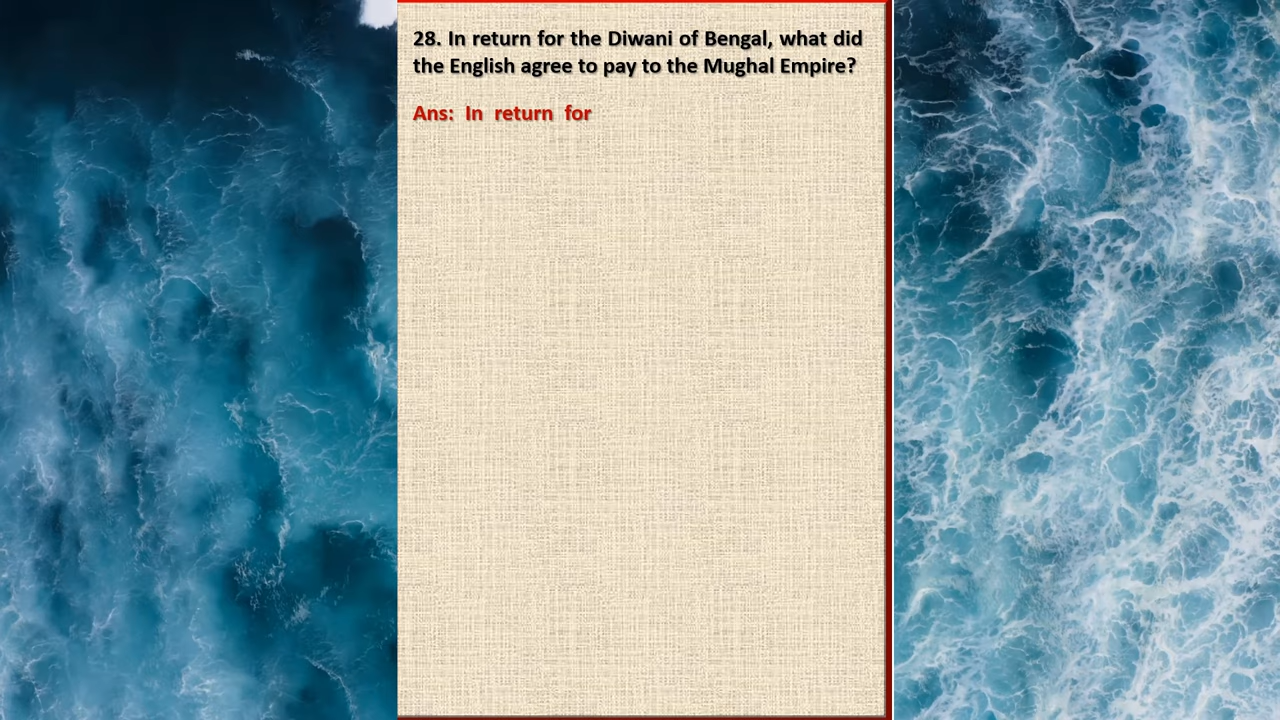 28. In return for the Diwani of Bengal, what did
the English agree to pay to the Mughal Empire?
Ans: In return for